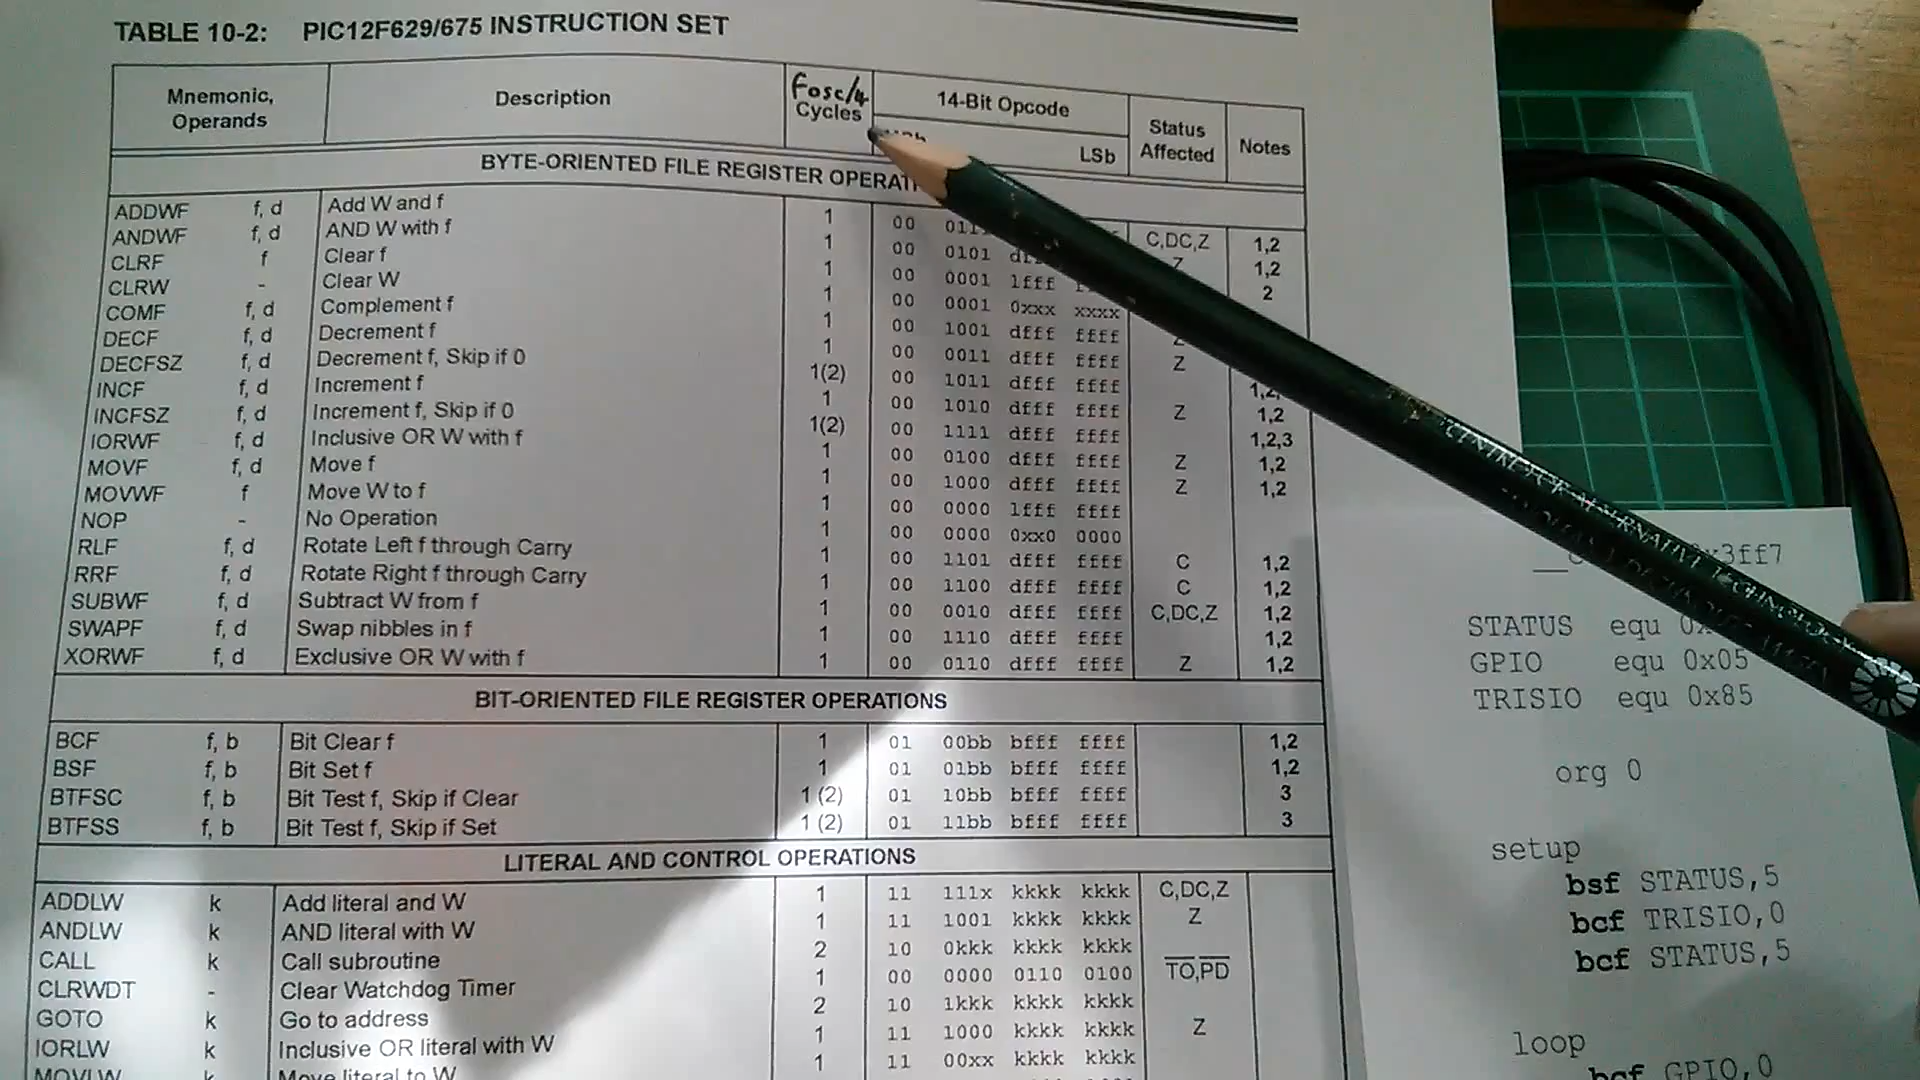 TABLE 10-2: PIC12F629/675 INSTRUCTION SET
Mnemonic, Operands Description Fosc/4 Cycles 14-Bit Opcode LSb Status Affected Notes
BYTE-ORIENTED FILE REGISTER
ADDWF f, d Add W and f 1 00 C,DC,Z 1,2
ANDWF f, d AND W with f 1 00 0101 1,2
CLRF f Clear f 1 00 0001 lfff 2
CLRW - Clear W 1 00 0001 0xxx xxxx
COMF f, d Complement f 1 00 1001 dfff ffff
DECF f, d Decrement f 1 00 0011 dfff ffff Z
DECFSZ f, d Decrement f, Skip if 0 1(2) 00 1011 dfff ffff
INCF f, d Increment f 1 00 1010 dfff ffff Z 1,2
INCFSZ f, d Increment f, Skip if 0 1(2) 00 1111 dfff ffff 1,2,3
IORWF f, d Inclusive OR W with f 1 00 0100 dfff ffff Z 1,2
MOVF f, d Move f 1 00 1000 dfff ffff Z 1,2
MOVWF f Move W to f 1 00 0000 lfff ffff
NOP - No Operation 1 00 0000 0xx0 0000
RLF f, d Rotate Left f through Carry 1 00 1101 dfff ffff C 1,2
RRF f, d Rotate Right f through Carry 1 00 1100 dfff ffff C 1,2
SUBWF f, d Subtract W from f 1 00 0010 dfff ffff C,DC,Z 1,2
SWAPF f, d Swap nibbles in f 1 00 1110 dfff ffff 1,2
XORWF f, d Exclusive OR W with f 1 00 0110 dfff ffff Z 1,2
BIT-ORIENTED FILE REGISTER OPERATIONS
BCF f, b Bit Clear f 1 01 00bb bfff ffff 1,2
BSF f, b Bit Set f 1 01 01bb bfff ffff 1,2
BTFSC f, b Bit Test f, Skip if Clear 1 (2) 01 10bb bfff ffff 3
BTFSS f, b Bit Test f, Skip if Set 1 (2) 01 11bb bfff ffff 3
LITERAL AND CONTROL OPERATIONS
ADDLW k Add literal and W 1 11 111x kkkk kkkk C,DC,Z
ANDLW k AND literal with W 1 11 1001 kkkk kkkk Z
CALL k Call subroutine 2 10 0kkk kkkk kkkk
CLRWDT - Clear Watchdog Timer 1 00 0000 0110 0100 TO,PD
GOTO k Go to address 2 10 1kkk kkkk kkkk
IORLW k Inclusive OR literal with W 1 11 1000 kkkk kkkk Z
MOVLW k Move literal to W 1 11 00xx kkkk kkkk
CENTRE FOR ALTERNATIVE TECHNOLOGY
STATUS equ
GPIO equ 0x05
TRISIO equ 0x85
org 0
setup
bsf STATUS,5
bcf TRISIO,0
bcf STATUS,5
loop
bcf GPIO,0